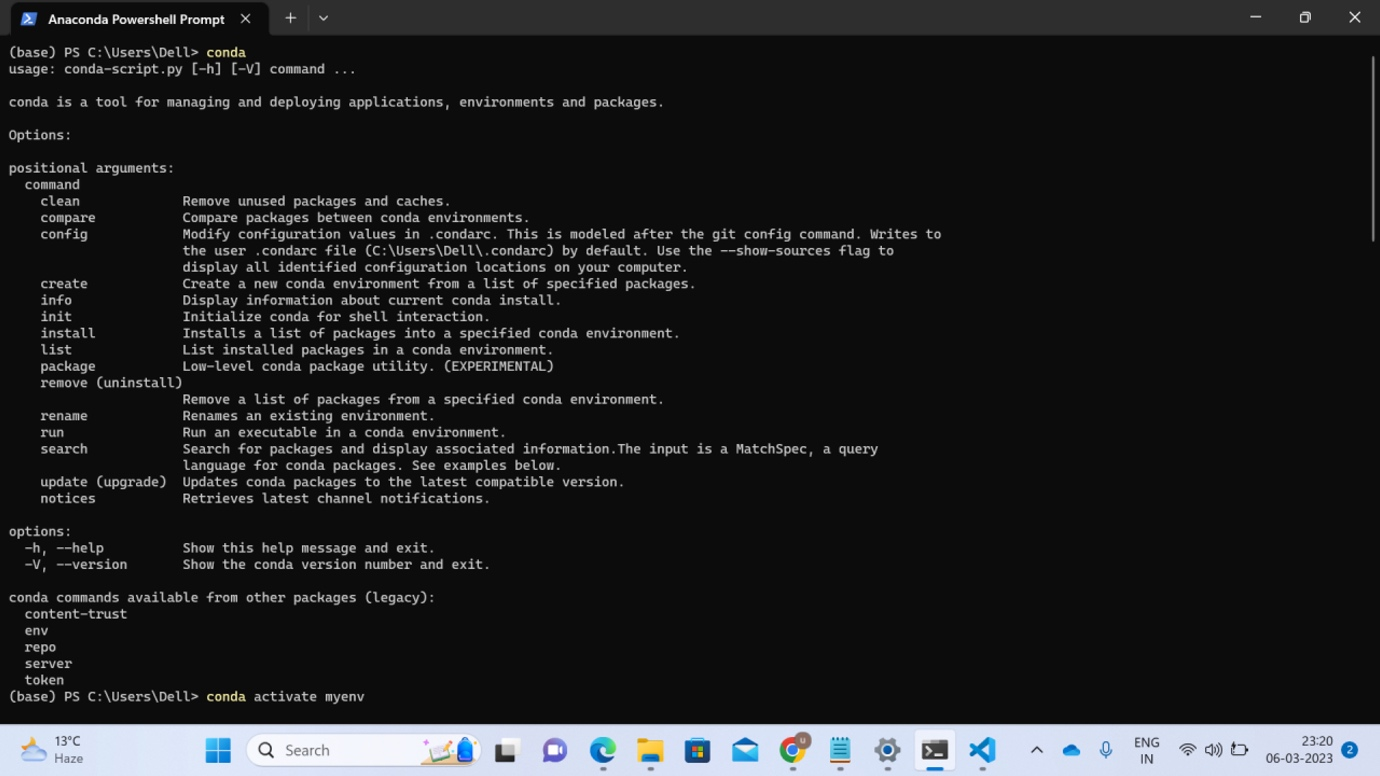 Anaconda Powershell Prompt
(base) PS C:\Users\Dell> conda
usage: conda-script.py [-h] [-V] command ...
conda is a tool for managing and deploying applications, environments and packages.
Options:
positional arguments:
  command
    clean             Remove unused packages and caches.
    compare           Compare packages between conda environments.
    config            Modify configuration values in .condarc. This is modeled after the git config command. Writes to
                      the user .condarc file (C:\Users\Dell\.condarc) by default. Use the --show-sources flag to
                      display all identified configuration locations on your computer.
    create            Create a new conda environment from a list of specified packages.
    info              Display information about current conda install.
    init              Initialize conda for shell interaction.
    install           Installs a list of packages into a specified conda environment.
    list              List installed packages in a conda environment.
    package           Low-level conda package utility. (EXPERIMENTAL)
    remove (uninstall)
                      Remove a list of packages from a specified conda environment.
    rename            Renames an existing environment.
    run               Run an executable in a conda environment.
    search            Search for packages and display associated information.The input is a MatchSpec, a query
                      language for conda packages. See examples below.
    update (upgrade)  Updates conda packages to the latest compatible version.
    notices           Retrieves latest channel notifications.
options:
  -h, --help          Show this help message and exit.
  -V, --version       Show the conda version number and exit.
conda commands available from other packages (legacy):
  content-trust
  env
  repo
  server
  token
(base) PS C:\Users\Dell> conda activate myenv
13°C
Haze
Search
u
ENG
IN
23:20
06-03-2023
2